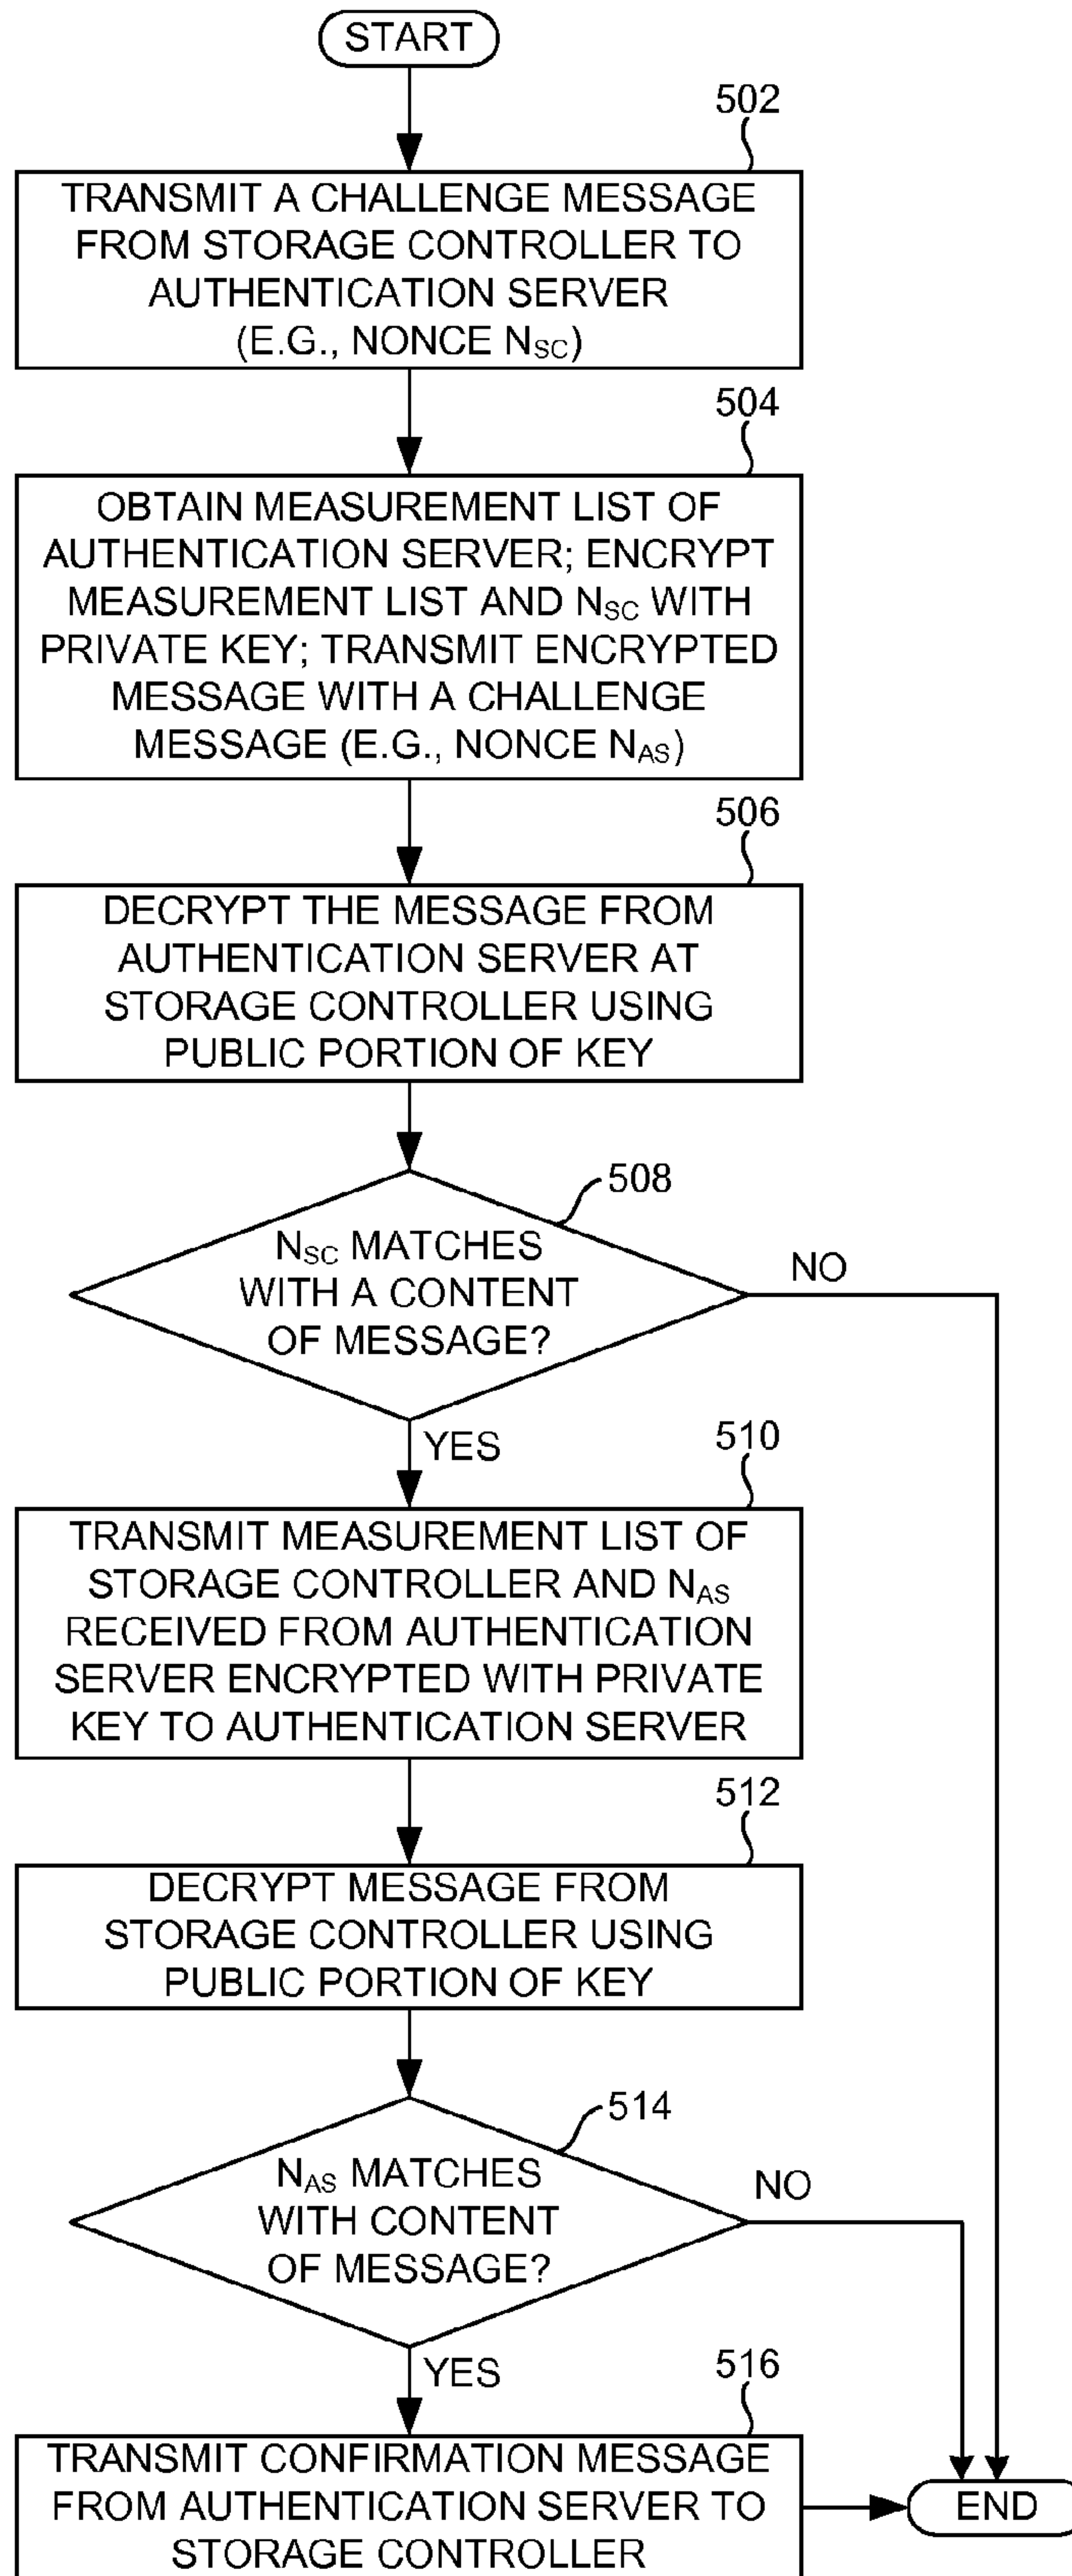 START
502
TRANSMIT A CHALLENGE MESSAGE
FROM STORAGE CONTROLLER TO
AUTHENTICATION SERVER
(E.G., NONCE NSC)
504
OBTAIN MEASUREMENT LIST OF
AUTHENTICATION SERVER; ENCRYPT
MEASUREMENT LIST AND NSC WITH
PRIVATE KEY; TRANSMIT ENCRYPTED
MESSAGE WITH A CHALLENGE
MESSAGE (E.G., NONCE NAS)
506
DECRYPT THE MESSAGE FROM
AUTHENTICATION SERVER AT
STORAGE CONTROLLER USING
PUBLIC PORTION OF KEY
508
NSC MATCHES
WITH A CONTENT
OF MESSAGE?
NO
YES
510
TRANSMIT MEASUREMENT LIST OF
STORAGE CONTROLLER AND NAS
RECEIVED FROM AUTHENTICATION
SERVER ENCRYPTED WITH PRIVATE
KEY TO AUTHENTICATION SERVER
512
DECRYPT MESSAGE FROM
STORAGE CONTROLLER USING
PUBLIC PORTION OF KEY
514
NAS MATCHES
WITH CONTENT
OF MESSAGE?
NO
YES
516
TRANSMIT CONFIRMATION MESSAGE
FROM AUTHENTICATION SERVER TO
STORAGE CONTROLLER
END